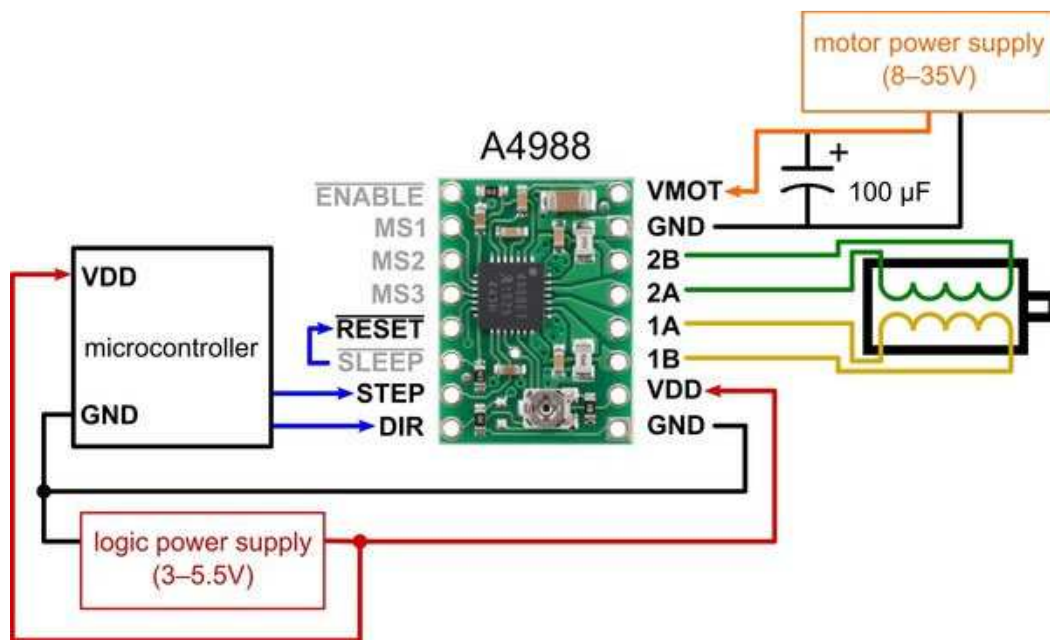 motor power supply
(8–35V)
A4988
+
100 µF
ENABLE
MS1
MS2
MS3
RESET
SLEEP
STEP
DIR
VMOT
GND
2B
2A
1A
1B
VDD
GND
VDD
microcontroller
GND
logic power supply
(3–5.5V)